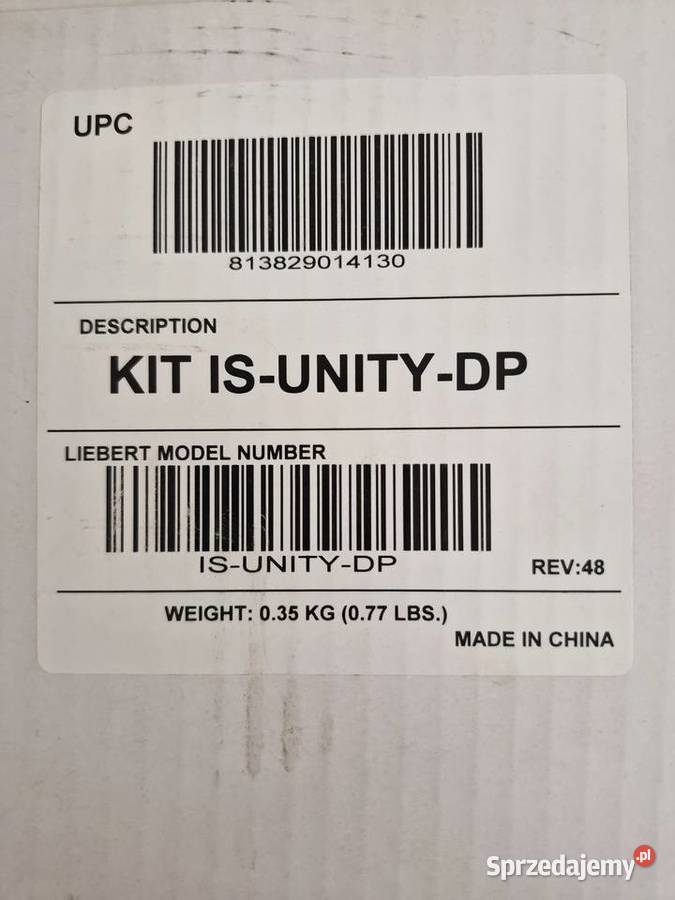 UPC
813829014130
DESCRIPTION
KIT IS-UNITY-DP
LIEBERT MODEL NUMBER
IS-UNITY-DP
REV:48
WEIGHT: 0.35 KG (0.77 LBS.)
MADE IN CHINA
Sprzedajemy.pl